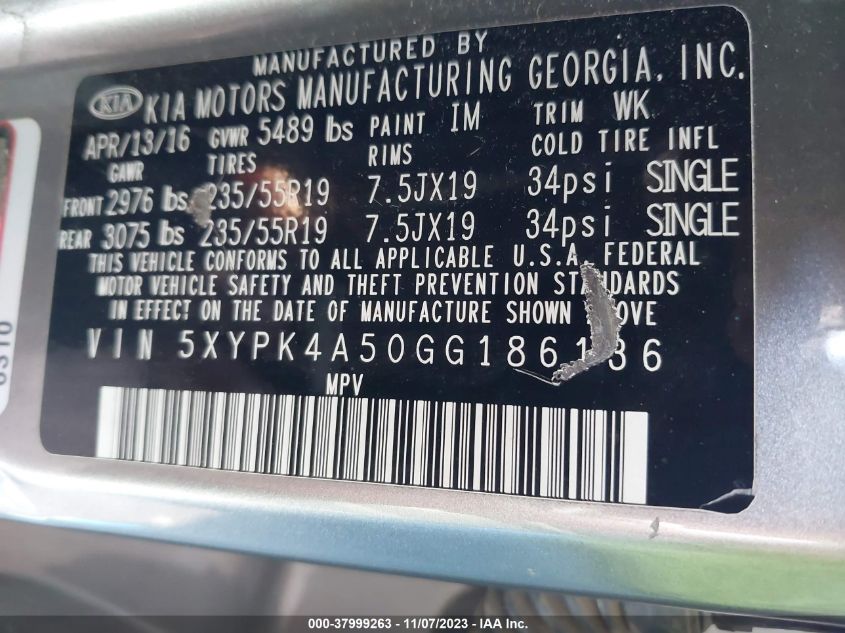 MANUFACTURED BY
KIA KIA MOTORS MANUFACTURING GEORGIA, INC.
APR/13/16 GVWR 5489 lbs PAINT IM TRIM WK
GAWR TIRES RIMS COLD TIRE INFL
FRONT 2976 lbs 235/55R19 7.5JX19 34psi SINGLE
REAR 3075 lbs 235/55R19 7.5JX19 34psi SINGLE
THIS VEHICLE CONFORMS TO ALL APPLICABLE U.S.A. FEDERAL
MOTOR VEHICLE SAFETY AND THEFT PREVENTION STANDARDS
IN EFFECT ON THE DATE OF MANUFACTURE SHOWN ABOVE
VIN 5XYPK4A50GG186136
MPV
000-37999263 - 11/07/2023 - IAA Inc.